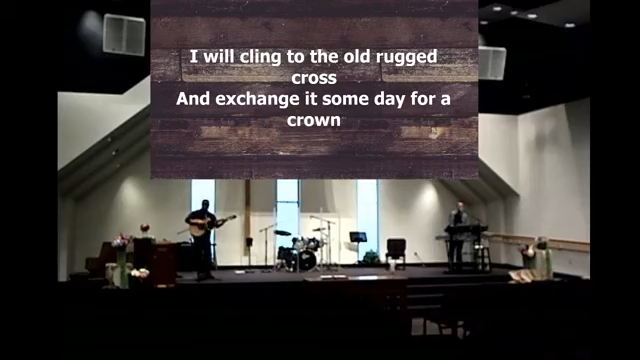 I will cling to the old rugged
cross
And exchange it some day for a
crown